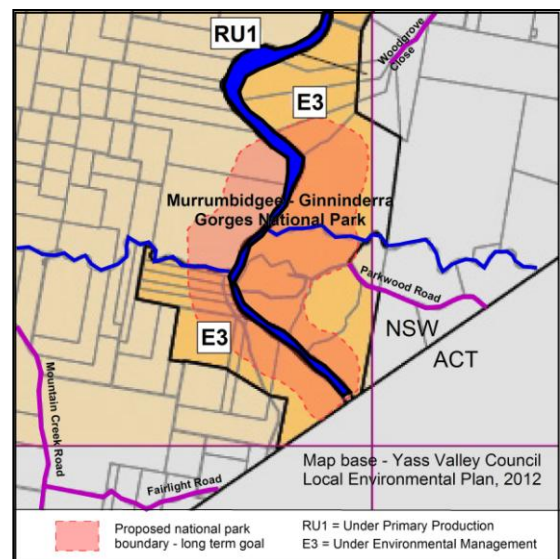 RU1
Woodgrove
Close
E3
Murrumbidgee - Ginninderra
Gorges National Park
Parkwood Road
E3
NSW
ACT
Mountain Creek Road
Fairlight Road
Map base - Yass Valley Council
Local Environmental Plan, 2012
Proposed national park
boundary - long term goal
RU1 = Under Primary Production
E3 = Under Environmental Management